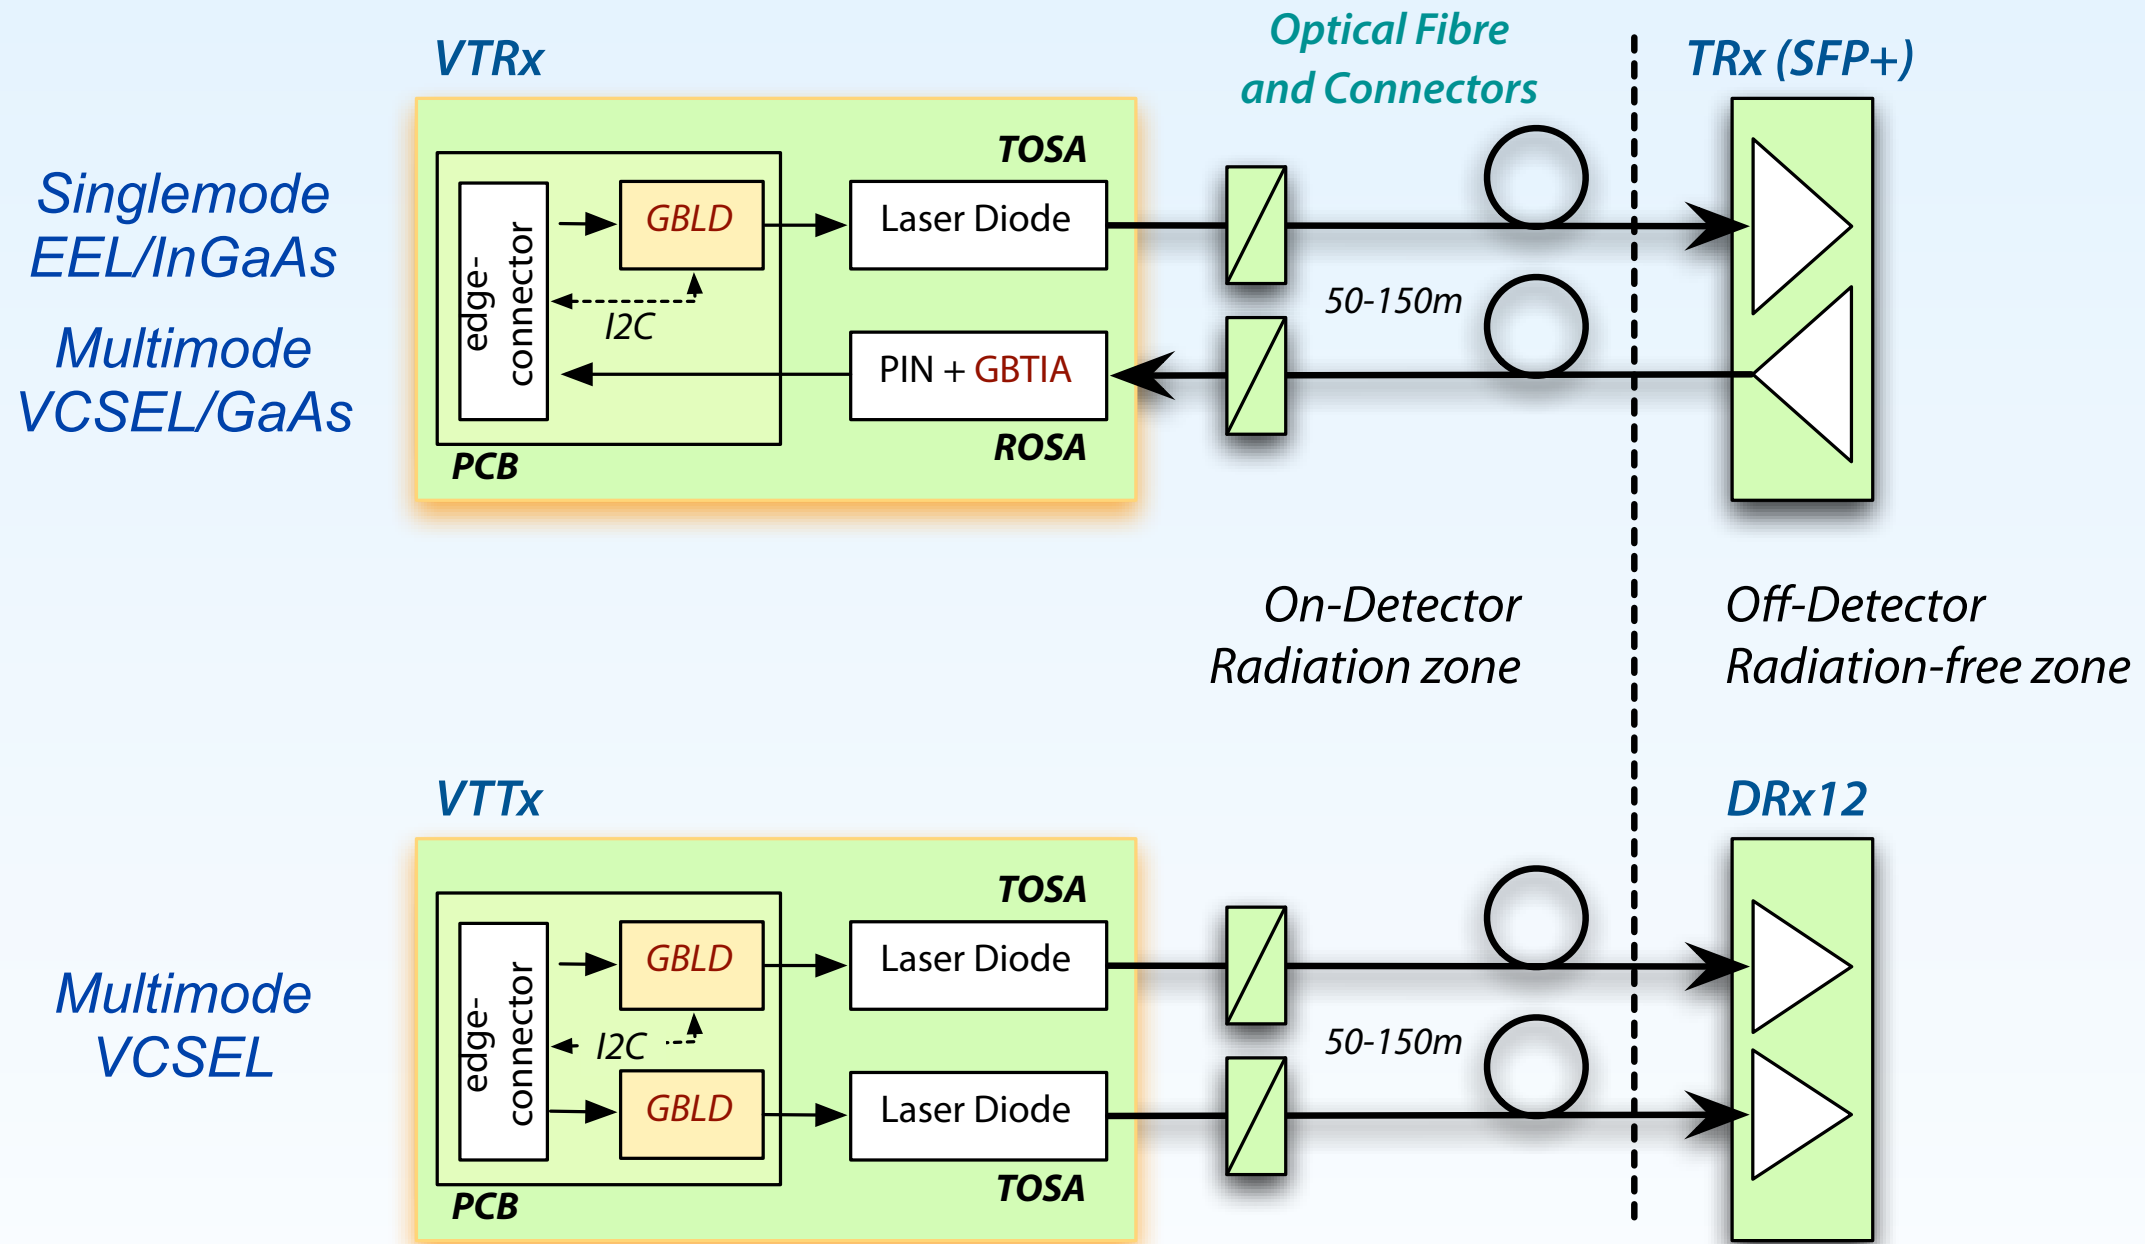 VTRx
Optical Fibre
and Connectors
TRx (SFP+)
Singlemode
EEL/InGaAs
Multimode
VCSEL/GaAs
TOSA
edge-
connector
GBLD
Laser Diode
I2C
50-150m
PIN + GBTIA
ROSA
PCB
On-Detector
Radiation zone
Off-Detector
Radiation-free zone
VTTx
DRx12
Multimode
VCSEL
TOSA
edge-
connector
GBLD
Laser Diode
I2C
50-150m
GBLD
Laser Diode
TOSA
PCB